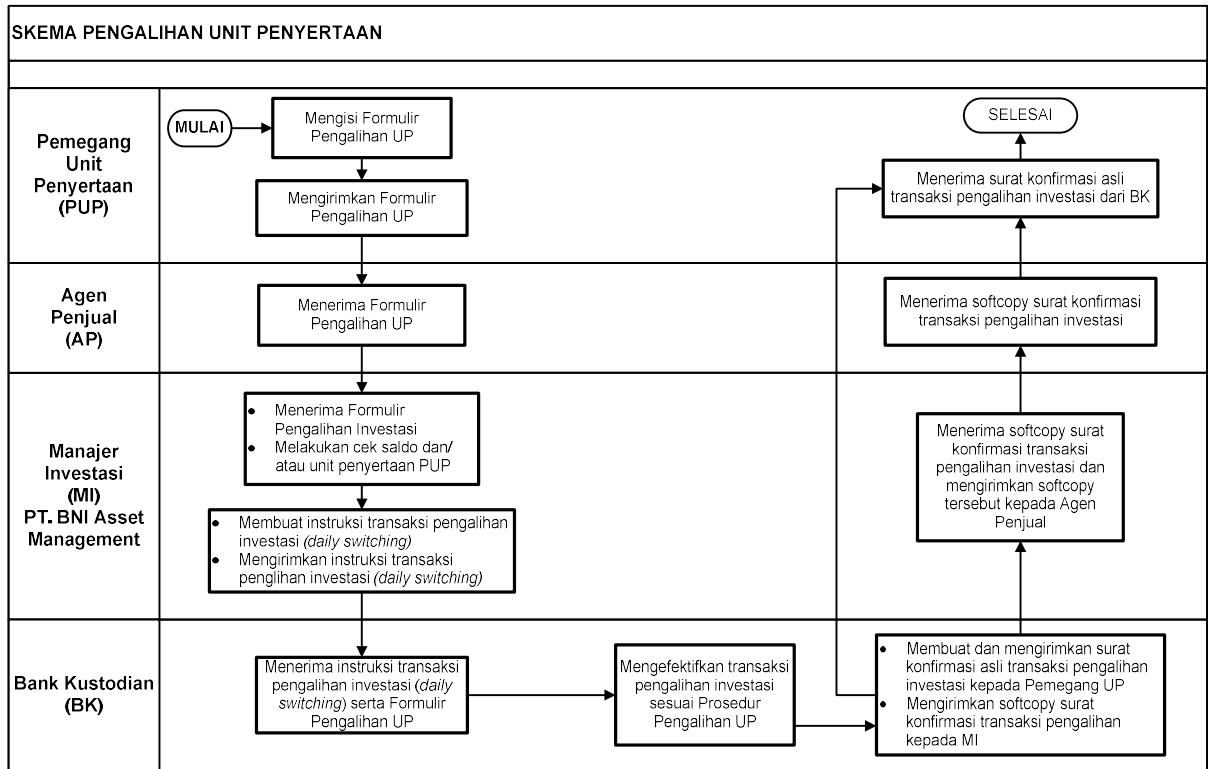 SKEMA PENGALIHAN UNIT PENYERTAAN
Pemegang
Unit
Penyertaan
(PUP)
MULAI
Mengisi Formulir
Pengalihan UP
Mengirimkan Formulir
Pengalihan UP
SELESAI
Menerima surat konfirmasi asli
transaksi pengalihan investasi dari BK
Agen
Penjual
(AP)
Menerima Formulir
Pengalihan UP
Menerima softcopy surat konfirmasi
transaksi pengalihan investasi
Manajer
Investasi
(MI)
PT. BNI Asset
Management
• Menerima Formulir
Pengalihan Investasi
• Melakukan cek saldo dan/
atau unit penyertaan PUP
• Membuat instruksi transaksi pengalihan
investasi (daily switching)
• Mengirimkan instruksi transaksi
penglihan investasi (daily switching)
Menerima softcopy surat
konfirmasi transaksi
pengalihan investasi dan
mengirimkan softcopy
tersebut kepada Agen
Penjual
Bank Kustodian
(BK)
Menerima instruksi transaksi
pengalihan investasi (daily
switching) serta Formulir
Pengalihan UP
Mengefektifkan transaksi
pengalihan investasi
sesuai Prosedur
Pengalihan UP
• Membuat dan mengirimkan surat
konfirmasi asli transaksi pengalihan
investasi kepada Pemegang UP
• Mengirimkan softcopy surat
konfirmasi transaksi pengalihan
kepada MI